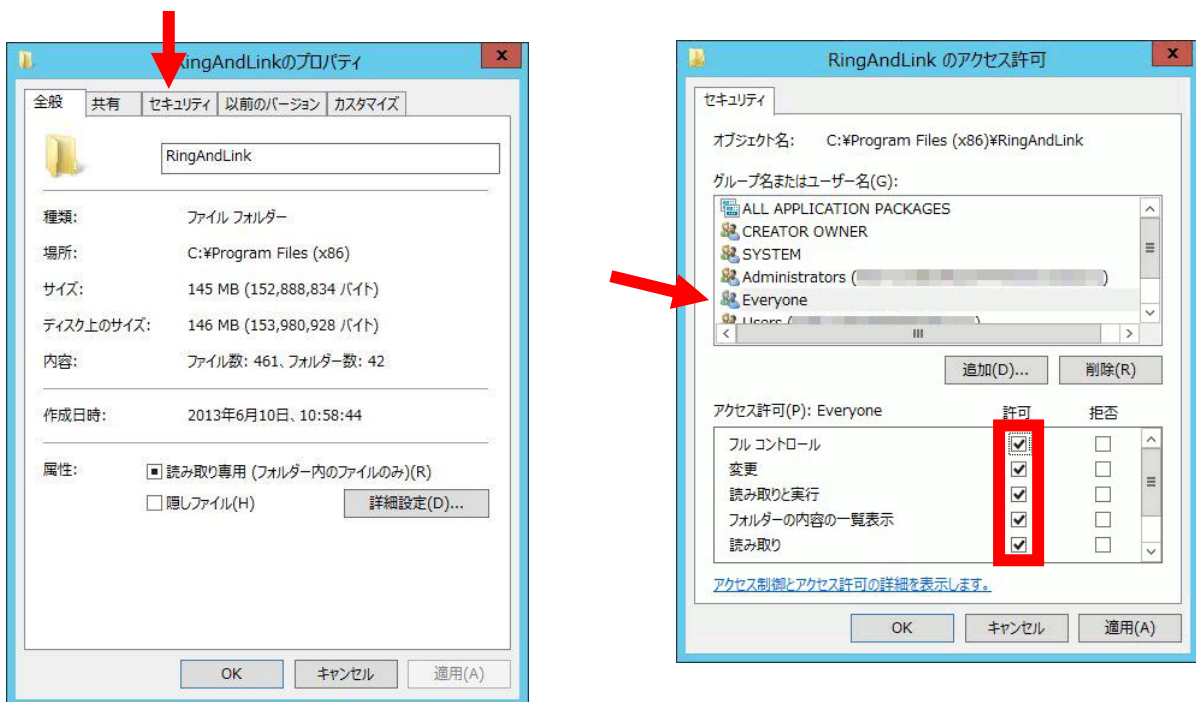 RingAndLinkのプロパティ
x
全般
共有
セキュリティ
以前のバージョン
カスタマイズ
RingAndLink
種類: ファイル フォルダー
場所: C:¥Program Files (x86)
サイズ: 145 MB (152,888,834 バイト)
ディスク上のサイズ: 146 MB (153,980,928 バイト)
内容: ファイル数: 461、フォルダー数: 42
作成日時: 2013年6月10日、10:58:44
属性: 読み取り専用 (フォルダー内のファイルのみ)(R)
隠しファイル(H) 詳細設定(D)...
OK キャンセル 適用(A)
RingAndLink のアクセス許可
x
セキュリティ
オブジェクト名: C:¥Program Files (x86)¥RingAndLink
グループ名またはユーザー名(G):
ALL APPLICATION PACKAGES
CREATOR OWNER
SYSTEM
Administrators ( )
Everyone
Users ( )
追加(D)... 削除(R)
アクセス許可(P): Everyone 許可 拒否
フル コントロール
変更
読み取りと実行
フォルダーの内容の一覧表示
読み取り
アクセス制御とアクセス許可の詳細を表示します。
OK キャンセル 適用(A)